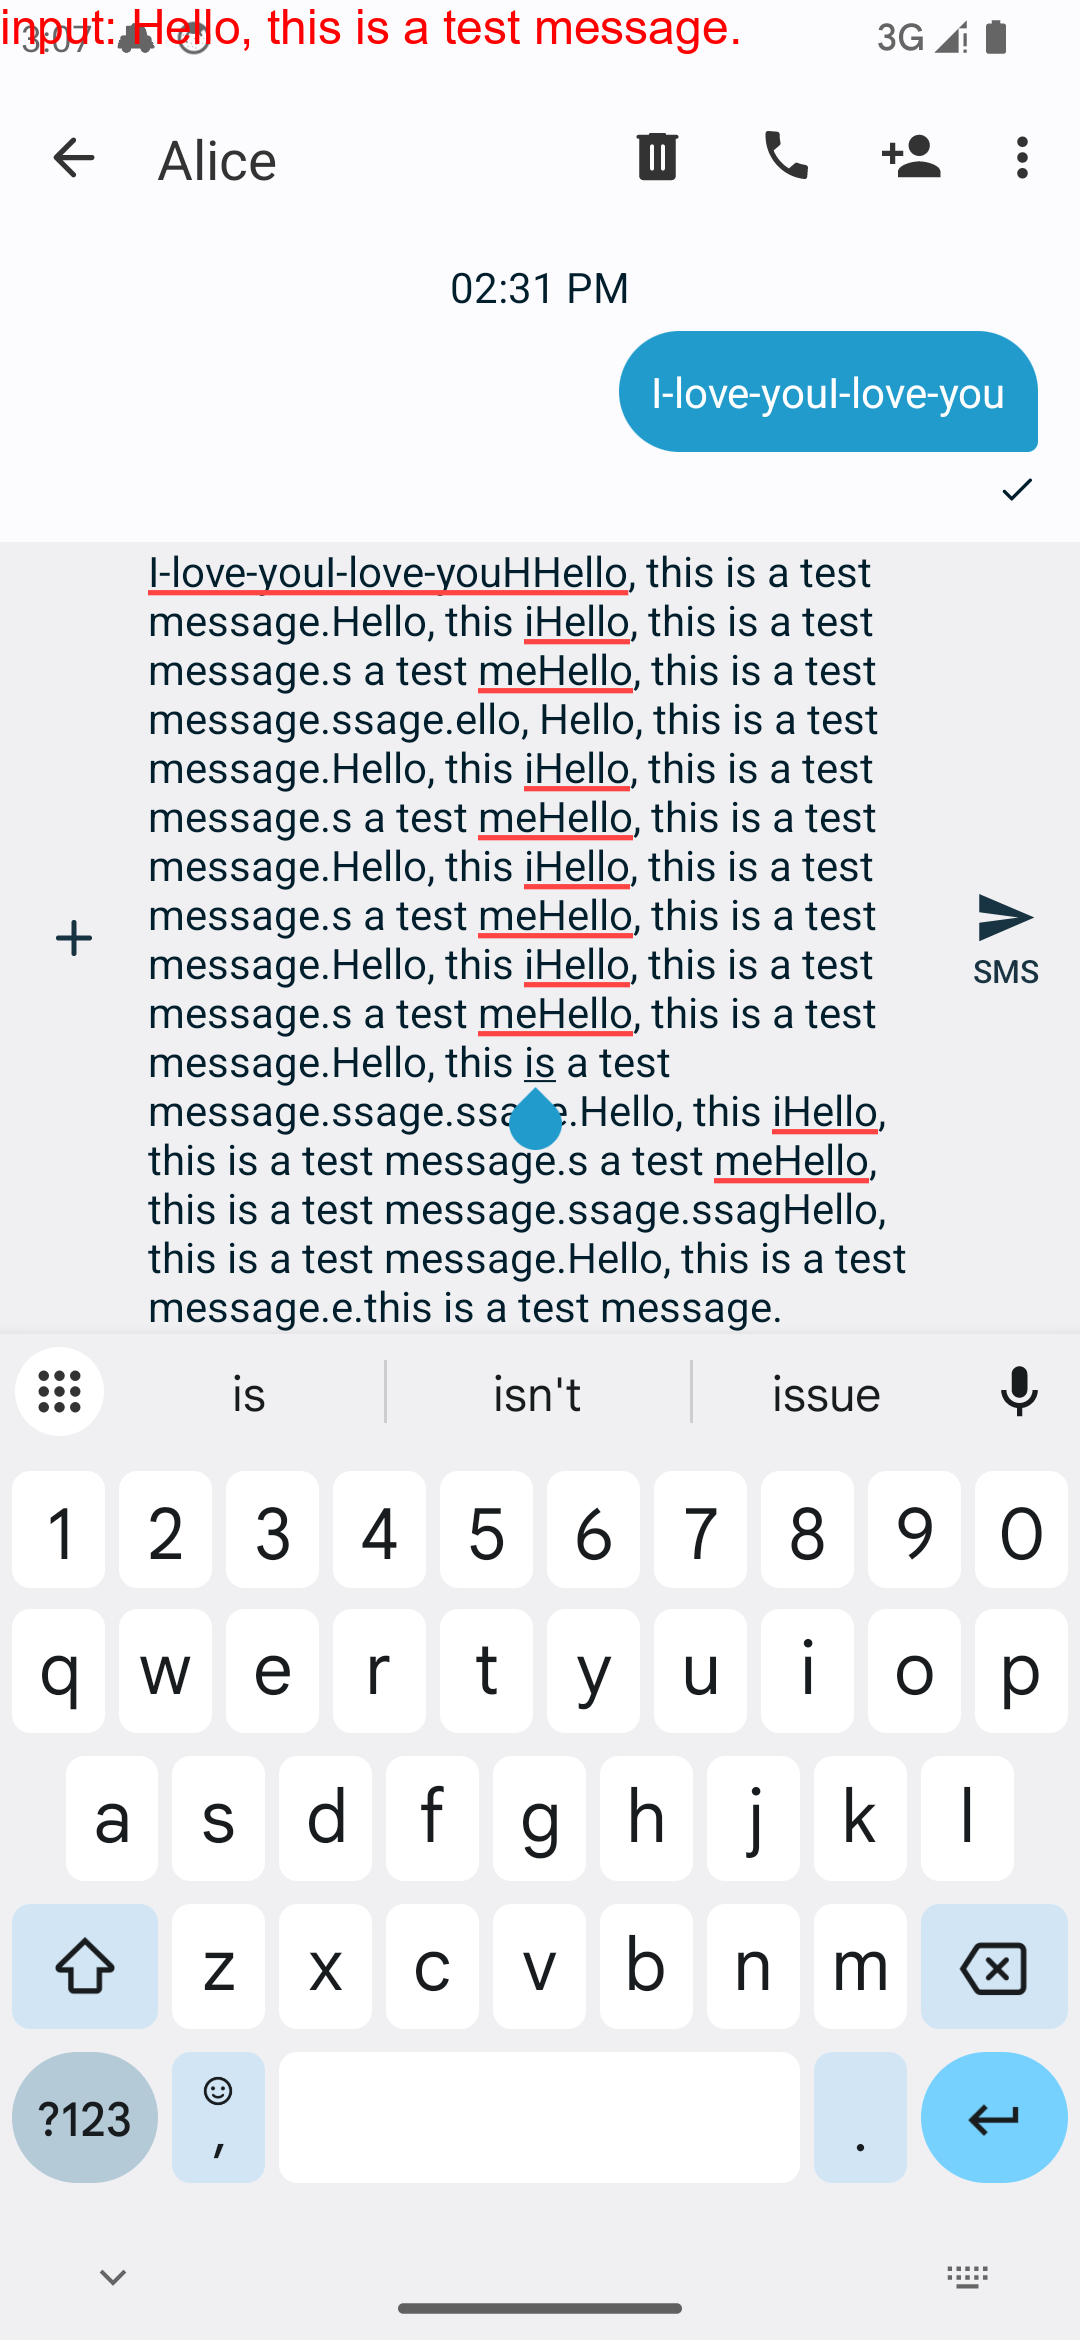 input: Hello, this is a test message.
3:07
3G
Alice
02:31 PM
I-love-youI-love-you
I-love-youI-love-youHHello, this is a test
message.Hello, this iHello, this is a test
message.s a test meHello, this is a test
message.ssage.ello, Hello, this is a test
message.Hello, this iHello, this is a test
message.s a test meHello, this is a test
message.Hello, this iHello, this is a test
message.s a test meHello, this is a test
message.Hello, this iHello, this is a test
message.s a test meHello, this is a test
message.Hello, this is a test
message.ssage.ssage.Hello, this iHello,
this is a test message.s a test meHello,
this is a test message.ssage.ssagHello,
this is a test message.Hello, this is a test
message.e.this is a test message.
SMS
is isn't issue
1 2 3 4 5 6 7 8 9 0
q w e r t y u i o p
a s d f g h j k l
z x c v b n m
?123 , .